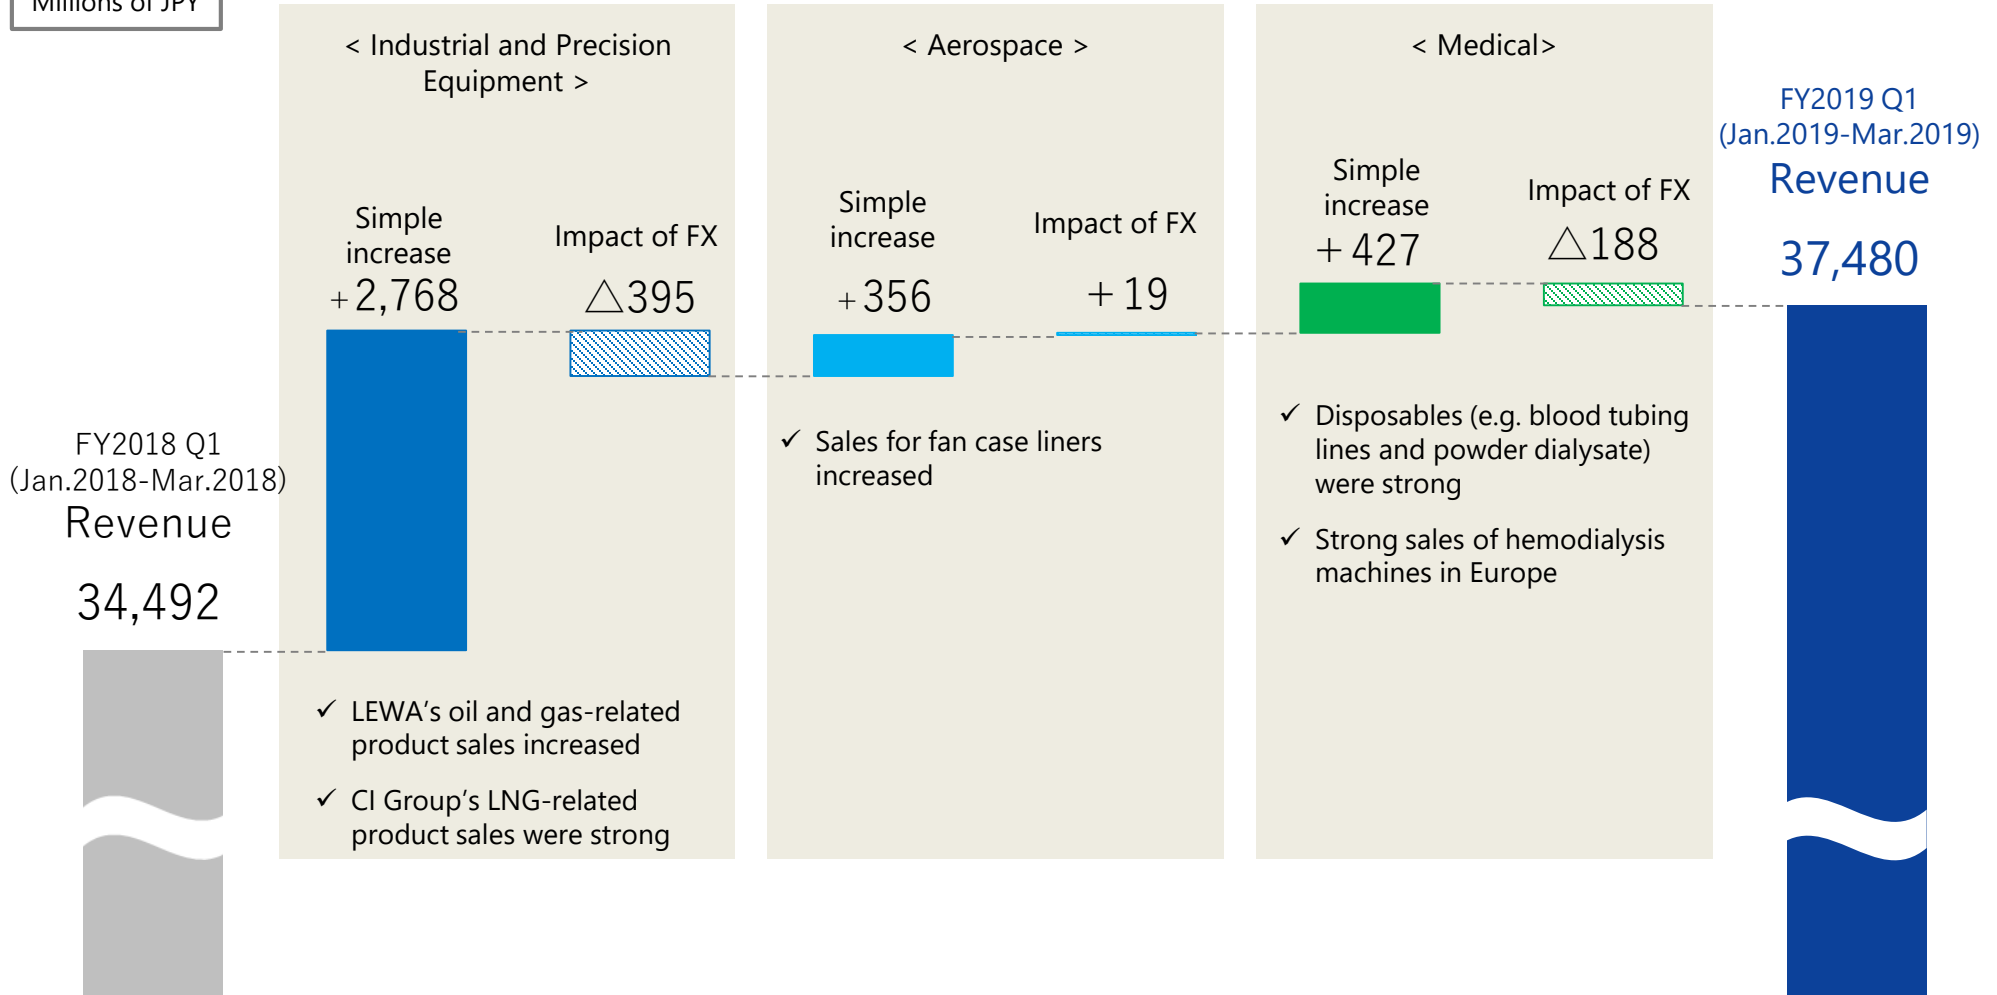 Millions of JPY
< Industrial and Precision
Equipment >
Simple
increase
+2,768
Impact of FX
△395
✓ LEWA’s oil and gas-related
product sales increased
✓ CI Group’s LNG-related
product sales were strong
< Aerospace >
Simple
increase
+356
Impact of FX
+19
✓ Sales for fan case liners
increased
< Medical>
Simple
increase
+427
Impact of FX
△188
✓ Disposables (e.g. blood tubing
lines and powder dialysate)
were strong
✓ Strong sales of hemodialysis
machines in Europe
FY2018 Q1
(Jan.2018-Mar.2018)
Revenue
34,492
FY2019 Q1
(Jan.2019-Mar.2019)
Revenue
37,480